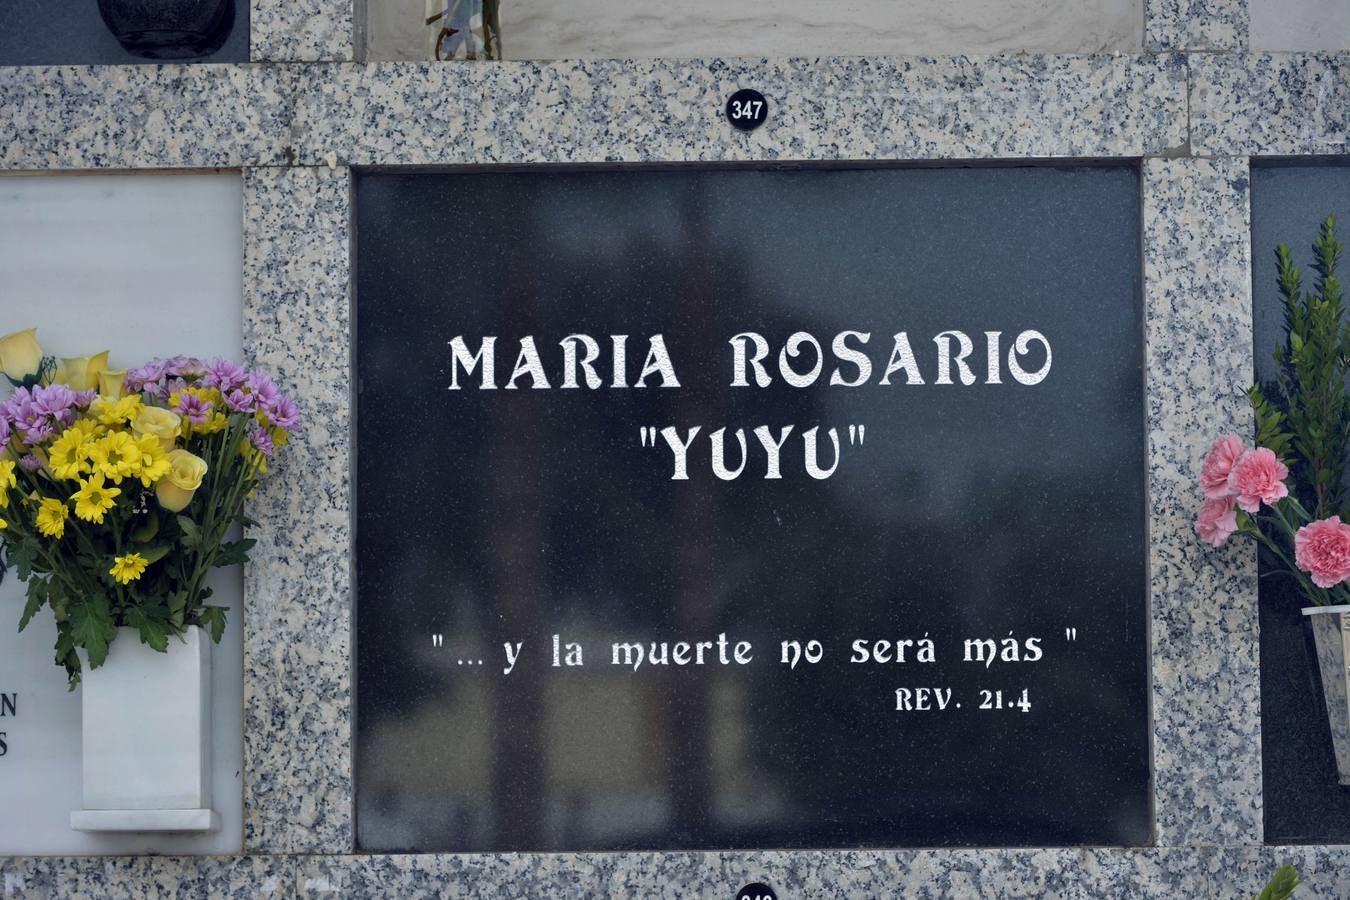 347
MARIA ROSARIO
"YUYU"
"... y la muerte no será más"
REV. 21.4
N
S